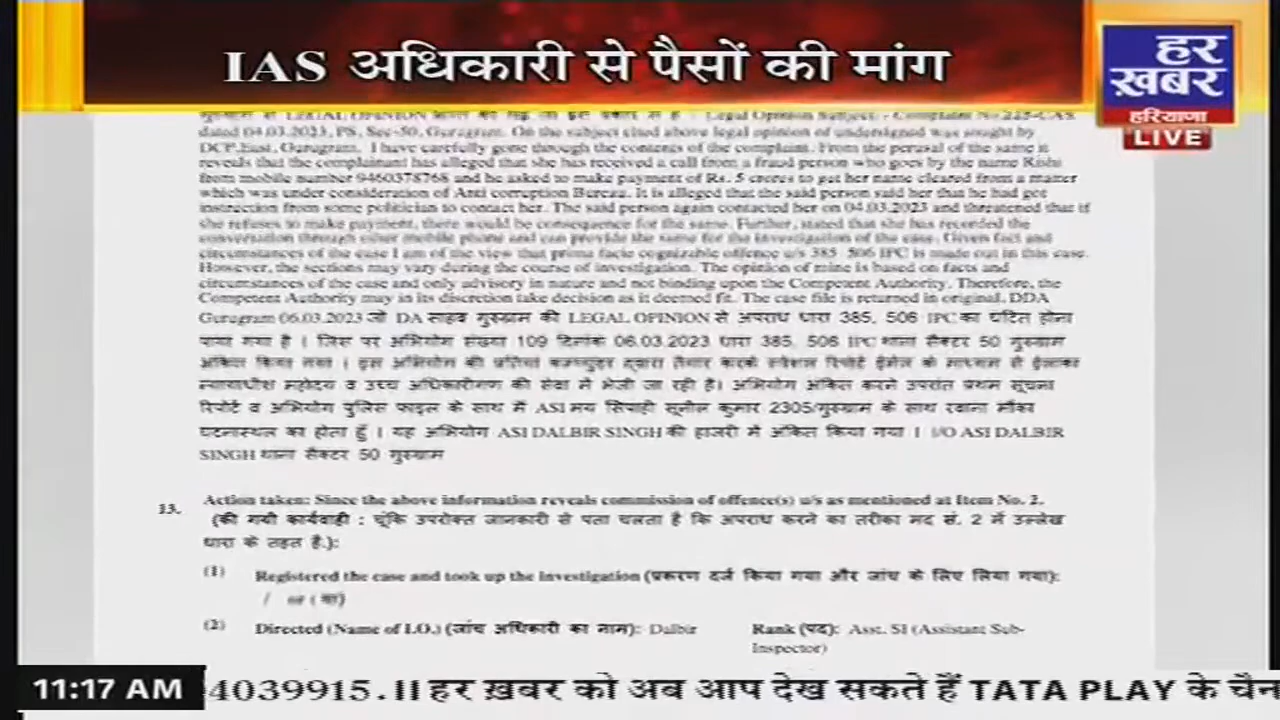 IAS अधिकारी से पैसों की मांग
हर
ख़बर
हरियाणा
LIVE
LEGAL OPINION
dated 04.03.2023, PS, Sec-50, Gurugram. On the subject cited above legal opinion of undersigned was sought by
DCP,East, Gurugram. I have carefully gone through the contents of the complaint. From the perusal of the same it
reveals that the complainant has alleged that she has received a call from a fraud person who goes by the name Rishi
from mobile number 9460378768 and he asked to make payment of Rs. 5 crores to get her name cleared from a matter
which was under consideration of Anti corruption Bureau. It is alleged that the said person said her that he had got
instruction from some politician to contact her. The said person again contacted her on 04.03.2023 and threatened that if
she refuses to make payment, there would be consequence for the same. Further, stated that she has recorded the
conversation through other mobile phone and can provide the same for the investigation of the case. Given fact and
circumstances of the case I am of the view that prima facie cognizable offence u/s 385 506 IPC is made out in this case.
However, the sections may vary during the course of investigation. The opinion of mine is based on facts and
circumstances of the case and only advisory in nature and not binding upon the Competent Authority. Therefore, the
Competent Authority may in its discretion take decision as it deemed fit. The case file is returned in original, DDA
Gurugram 06.03.2023 जो DA साहब गुरुग्राम की LEGAL OPINION से अपराध धारा 385, 506 IPC का घटित होना
पाया गया है । जिस पर अभियोग संख्या 109 दिनांक 06.03.2023 धारा 385, 506 IPC थाना सैक्टर 50 गुरुग्राम
अंकित किया गया । इस अभियोग की प्रतियां कम्प्यूटर द्वारा तैयार करके स्पेशल रिपोर्ट ईमेल के माध्यम से ईलाका
न्यायाधीश महोदय व उच्च अधिकारीगण की सेवा में भेजी जा रही है। अभियोग अंकित करने उपरांत प्रथम सूचना
रिपोर्ट व अभियोग पुलिस फाइल के साथ में ASI मय सिपाही सुनील कुमार 2305/गुरुग्राम के साथ रवाना मौका
घटनास्थल का होता हूँ । यह अभियोग ASI DALBIR SINGH की हाजरी में अंकित किया गया । I/O ASI DALBIR
SINGH थाना सैक्टर 50 गुरुग्राम
13. Action taken: Since the above information reveals commission of offence(s) u/s as mentioned at Item No. 2.
(की गयी कार्यवाही : चूंकि उपरोक्त जानकारी से पता चलता है कि अपराध करने का तरीका मद सं. 2 में उल्लेख
धारा के तहत है.):
(1) Registered the case and took up the investigation (प्रकरण दर्ज किया गया और जांच के लिए लिया गया):
/ or ( या)
(2) Directed (Name of I.O.) (जांच अधिकारी का नाम): Dalbir Rank (पद): Asst. SI (Assistant Sub-
Inspector)
11:17 AM 4039915.।। हर ख़बर को अब आप देख सकते हैं TATA PLAY के चैन